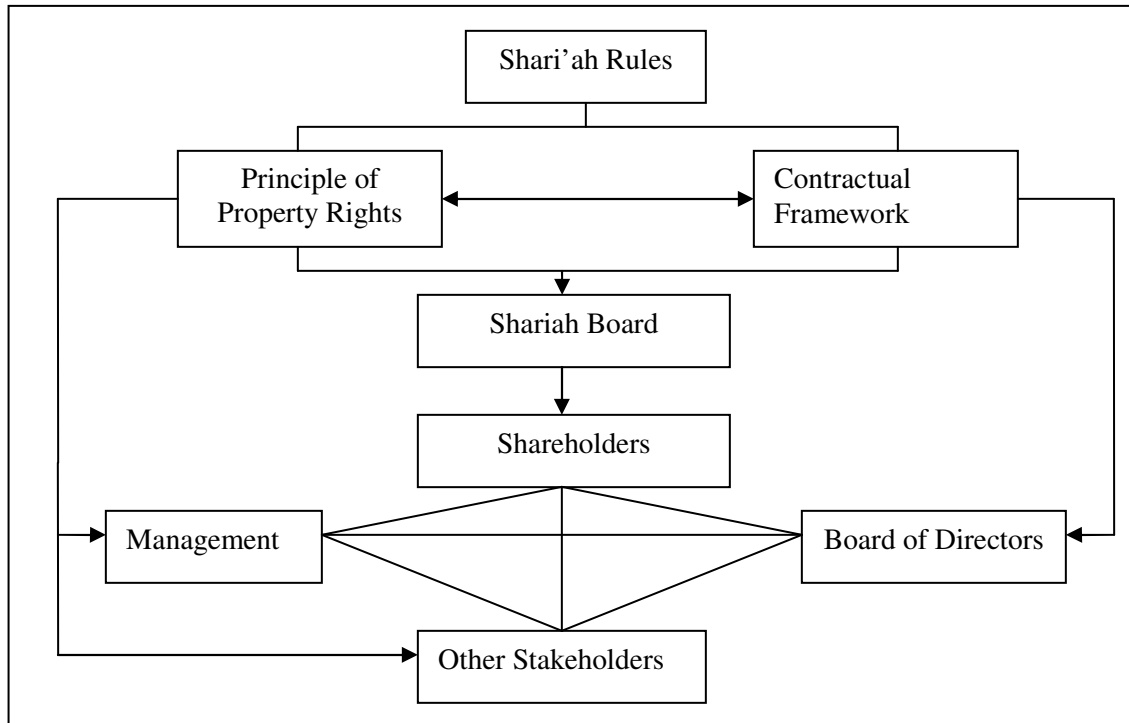 Shari’ah Rules
Principle of
Property Rights
Contractual
Framework
Shariah Board
Shareholders
Management
Board of Directors
Other Stakeholders